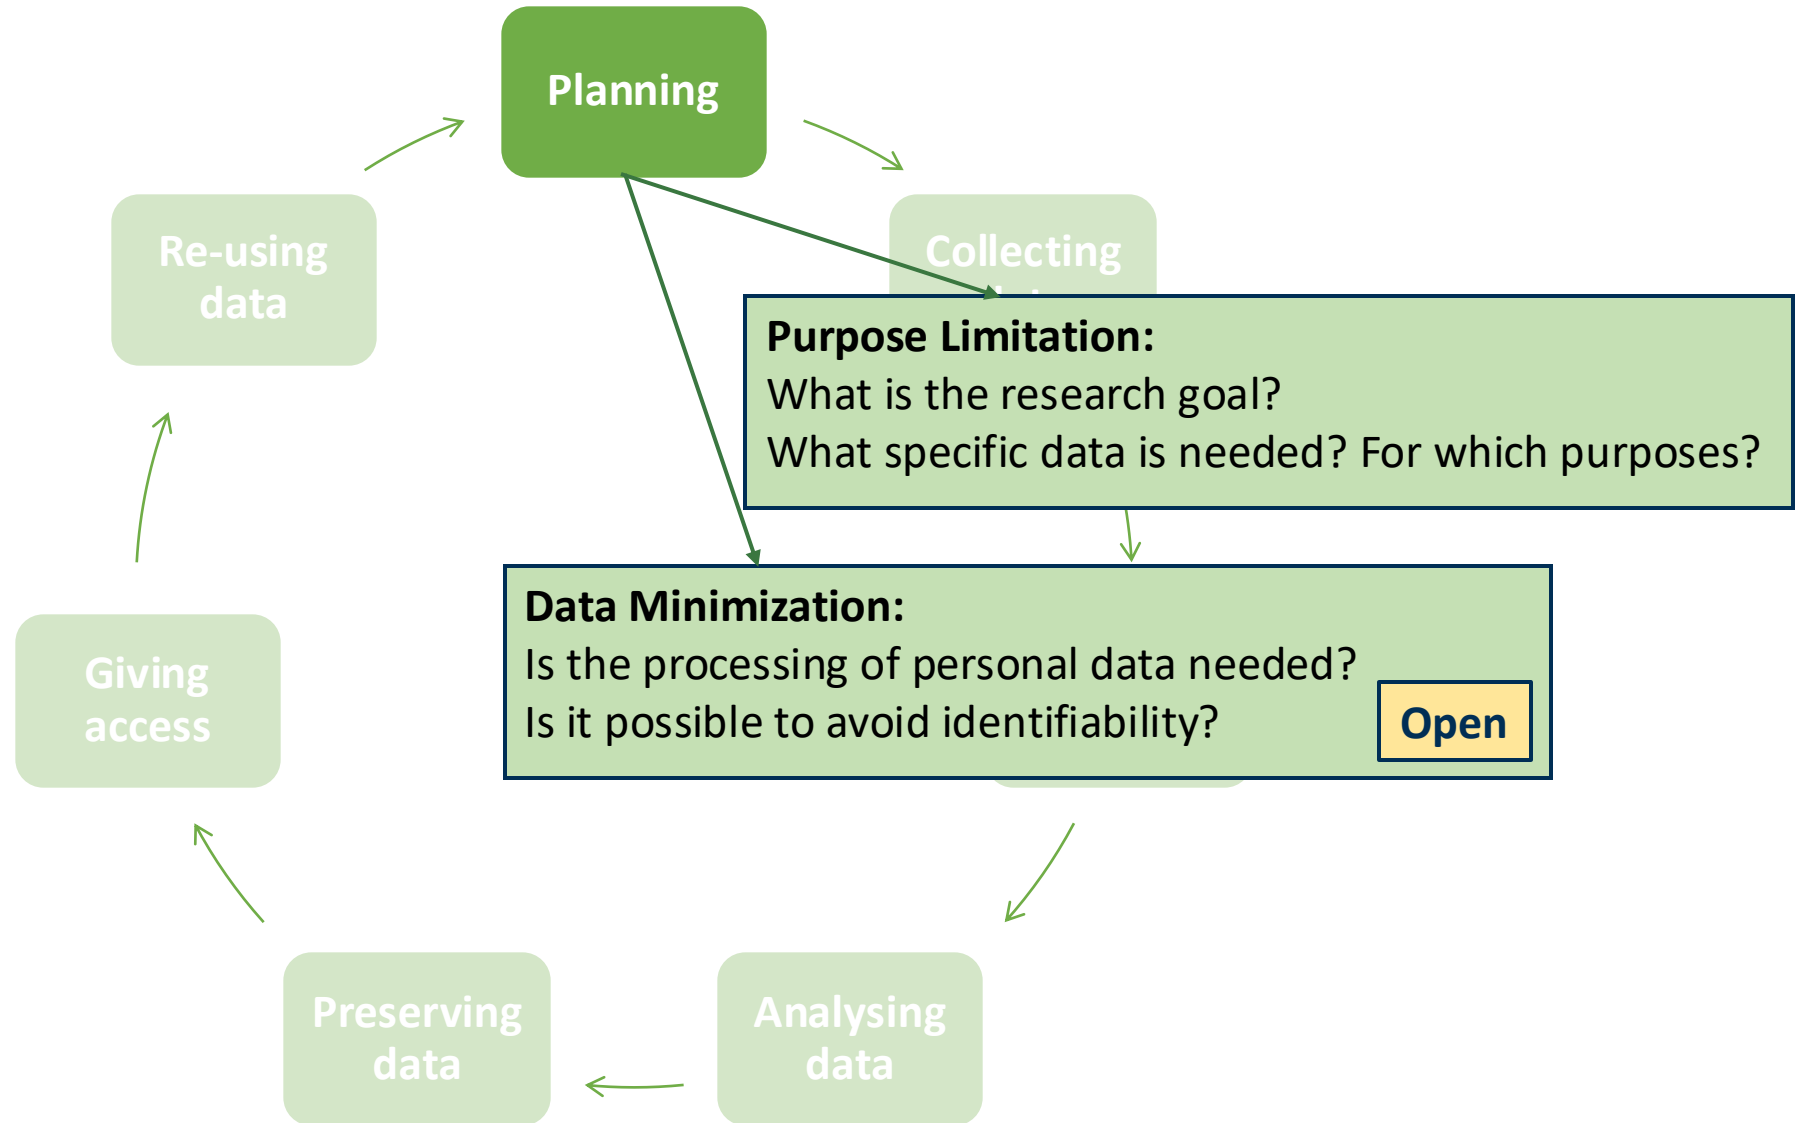 Planning
Re-using
data
Collecting
Purpose Limitation:
What is the research goal?
What specific data is needed? For which purposes?
Data Minimization:
Is the processing of personal data needed?
Is it possible to avoid identifiability?
Open
Giving
access
Preserving
data
Analysing
data